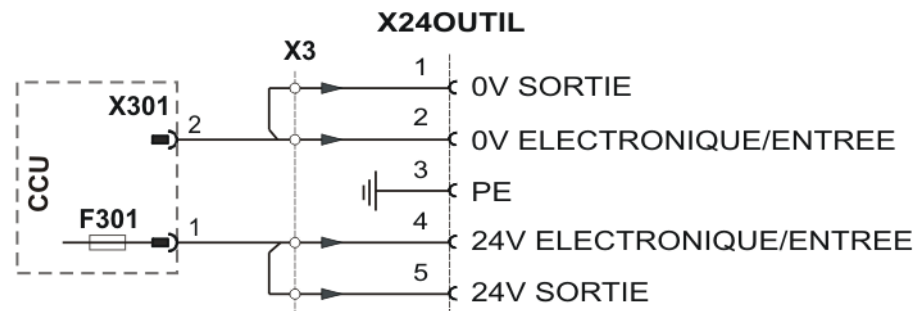 X24OUTIL
X3
1 0V SORTIE
X301
2
2 0V ELECTRONIQUE/ENTREE
CCU
3 PE
F301
1
4 24V ELECTRONIQUE/ENTREE
5 24V SORTIE